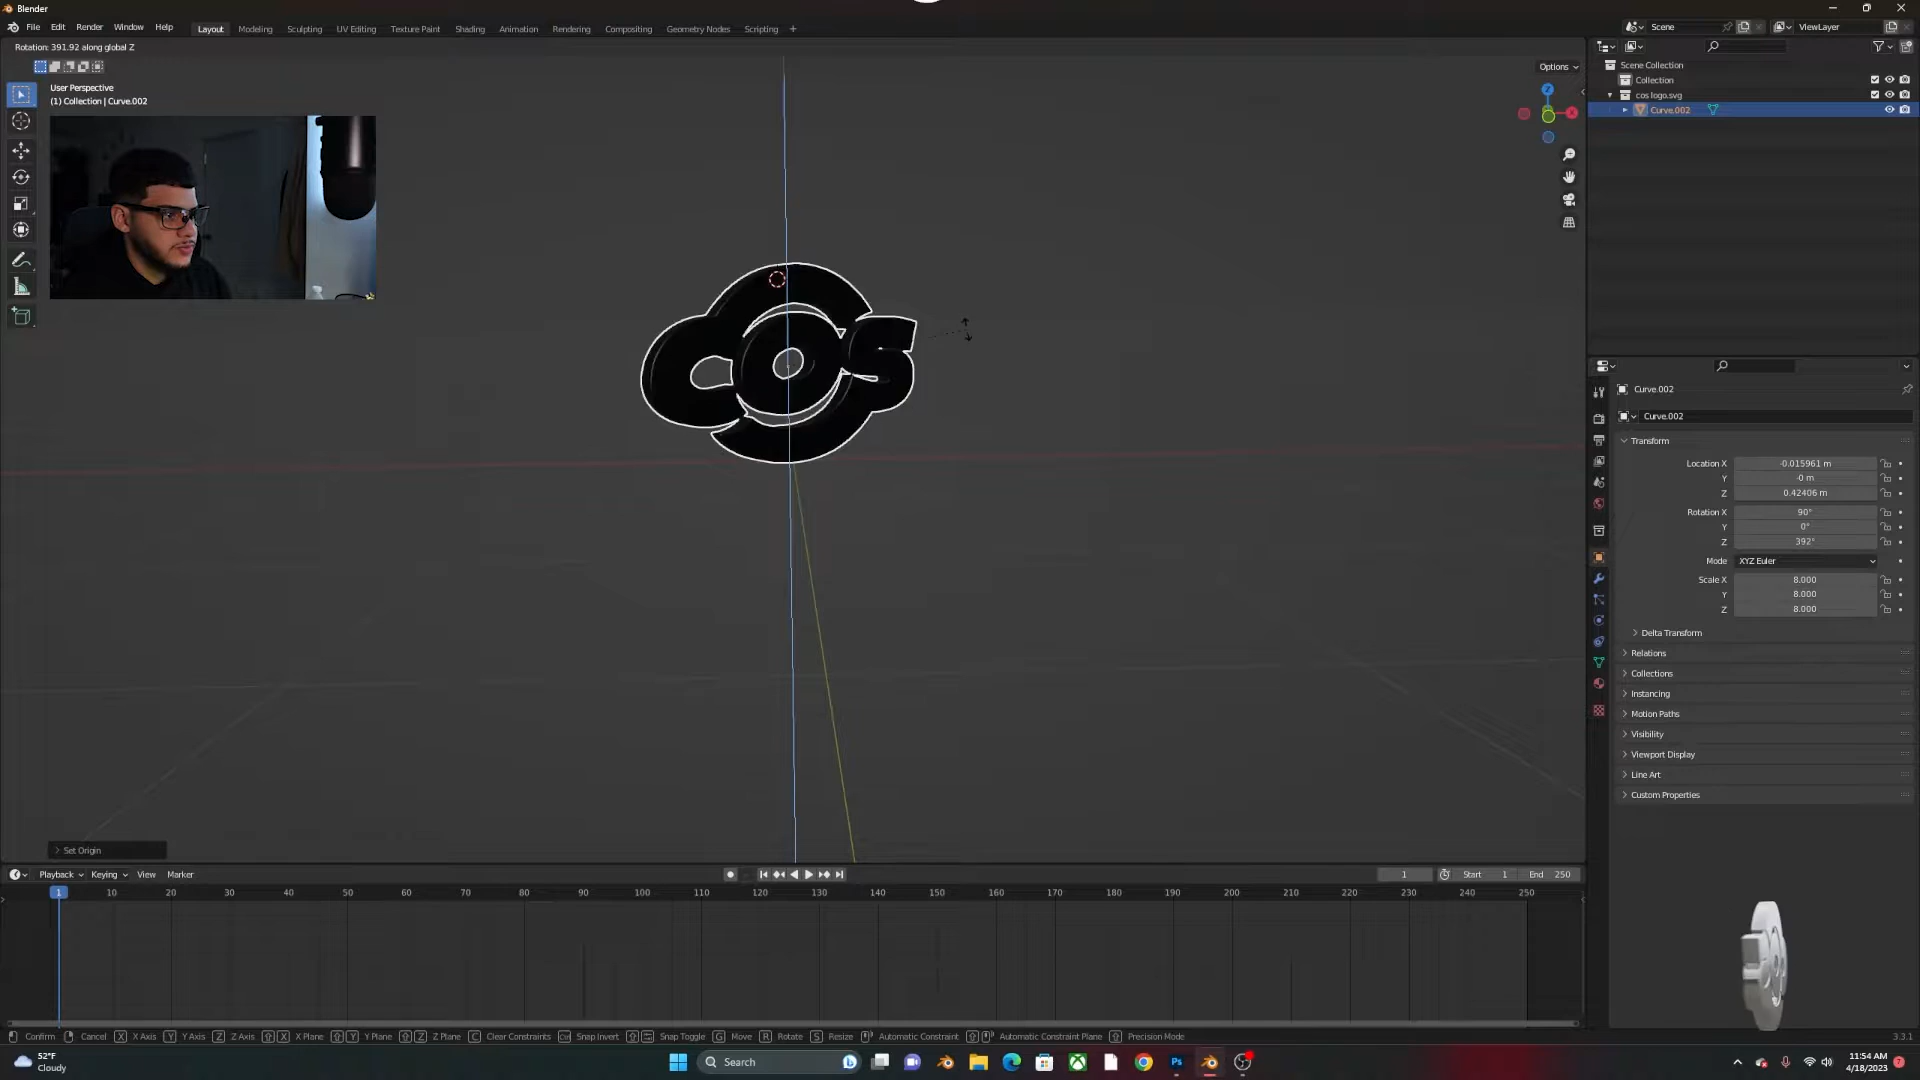 Blender
File Edit Render Window Help
Layout Modeling Sculpting UV Editing Texture Paint Shading Animation Rendering Compositing Geometry Nodes Scripting +
Scene
ViewLayer
Rotation: 391.92 along global Z
Options
User Perspective
(1) Collection | Curve.002
Scene Collection
Collection
cos logo.svg
Curve.002
Z
cos
Curve.002
Curve.002
Transform
Location X -0.015961 m
Y -0 m
Z 0.42406 m
Rotation X 90°
Y 0°
Z 392°
Mode XYZ Euler
Scale X 8.000
Y 8.000
Z 8.000
Delta Transform
Relations
Collections
Instancing
Motion Paths
Visibility
Viewport Display
Line Art
Custom Properties
Set Origin
Playback Keying View Marker
1 Start 1 End 250
1 10 20 30 40 50 60 70 80 90 100 110 120 130 140 150 160 170 180 190 200 210 220 230 240 250
Confirm Cancel X X Axis Y Y Axis Z Z Axis X X Plane Y Y Plane Z Z Plane C Clear Constraints Snap Invert Snap Toggle G Move R Rotate S Resize Automatic Constraint Automatic Constraint Plane Precision Mode
3.3.1
52°F
Cloudy
Search
Ps
11:54 AM
4/18/2023